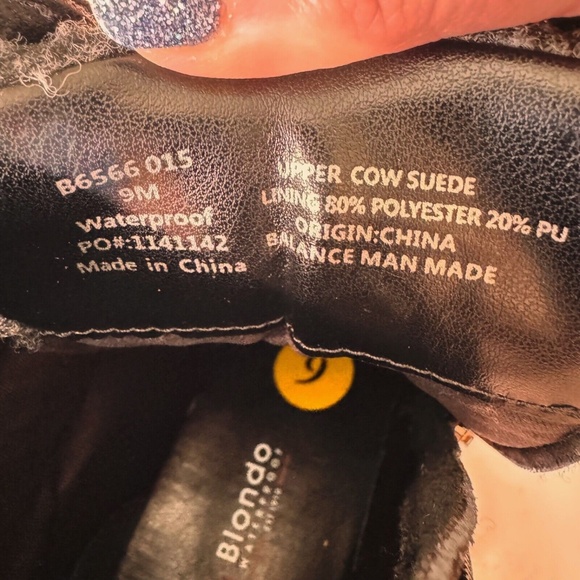 B6566 015
9M
Waterproof
PO#:1141142
Made in China
UPPER COW SUEDE
LINING 80% POLYESTER 20% PU
ORIGIN:CHINA
BALANCE MAN MADE
9
Blondo
WATERPROOF